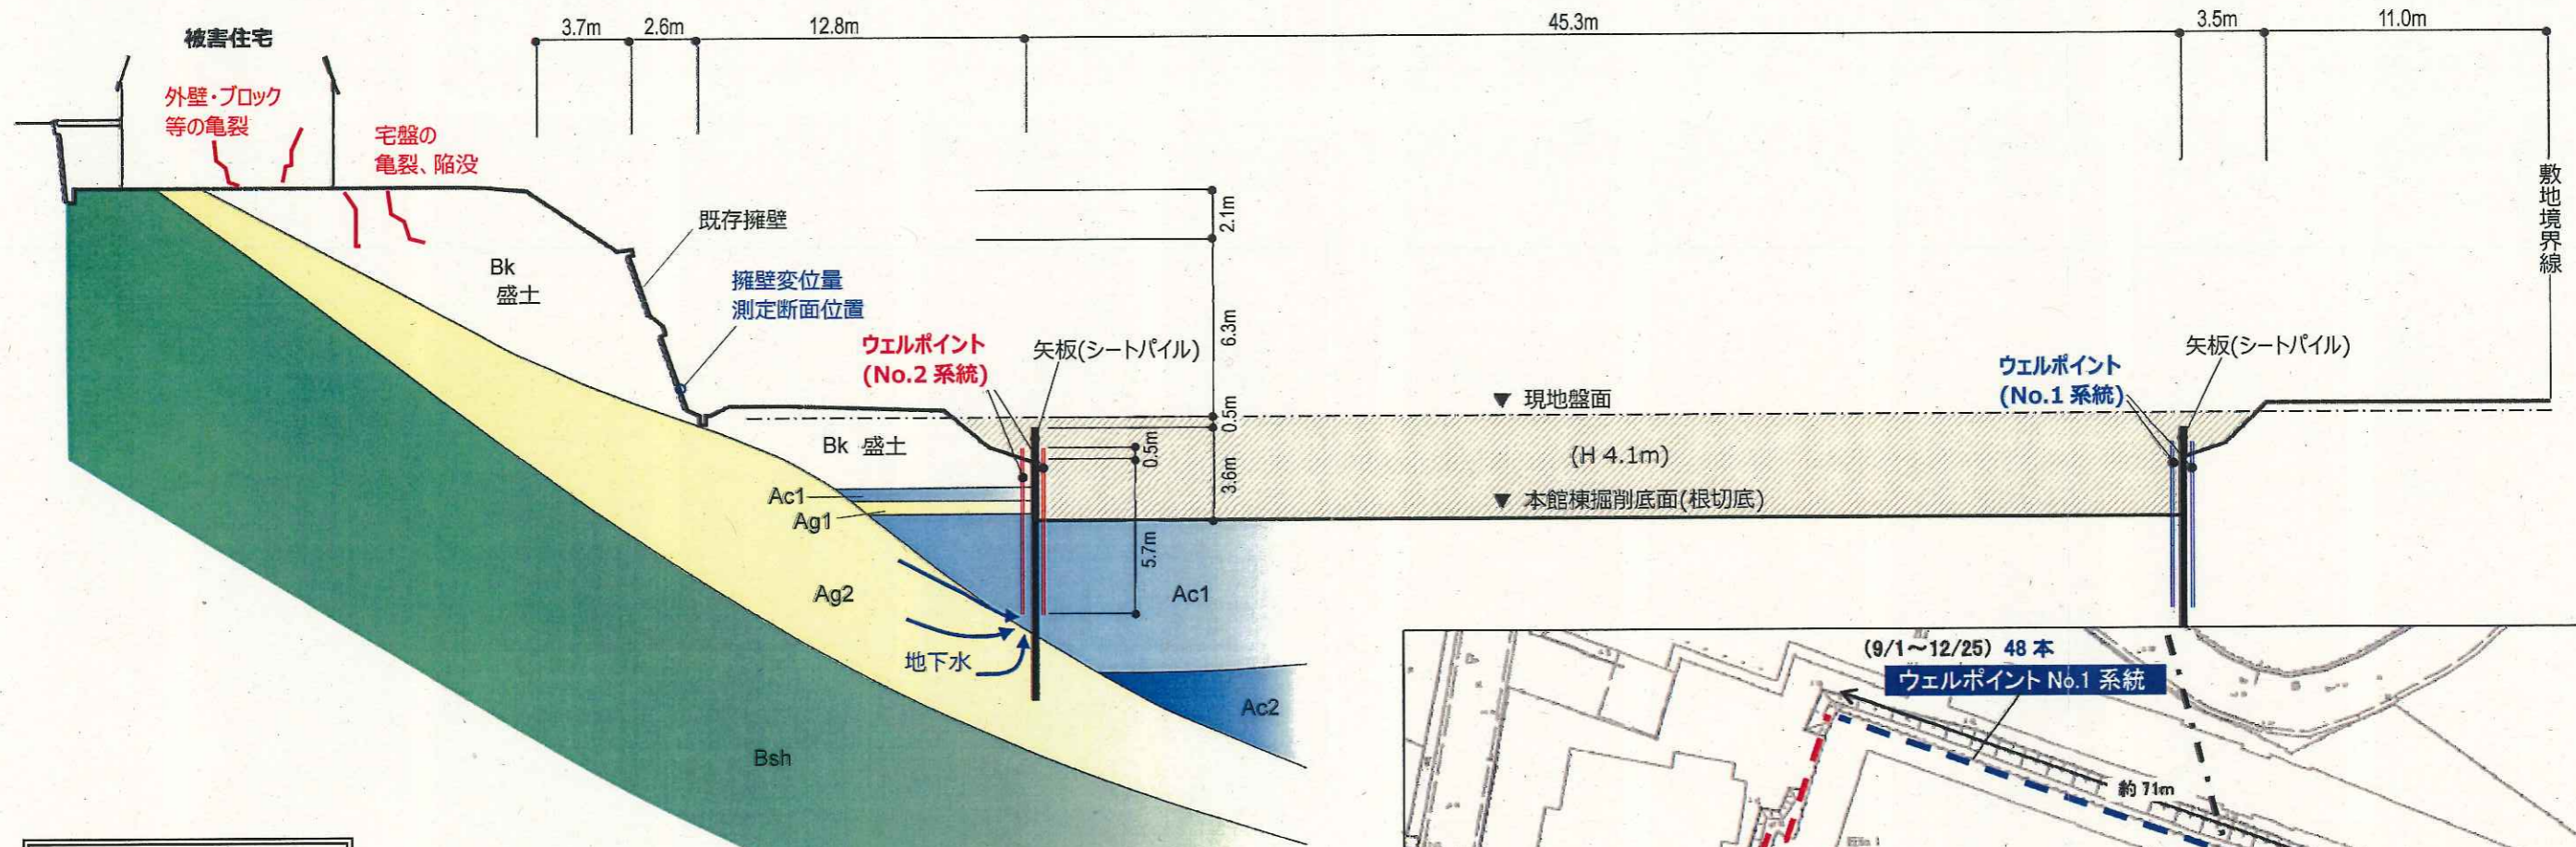 3.7m
2.6m
12.8m
45.3m
3.5m
11.0m
被害住宅
外壁・ブロック
等の亀裂
宅盤の
亀裂、陥没
既存擁壁
Bk
盛土
擁壁変位量
測定断面位置
2.1m
6.3m
0.5m
3.6m
0.5m
5.7m
敷地境界線
ウェルポイント
(No.2 系統)
矢板(シートパイル)
ウェルポイント
(No.1 系統)
矢板(シートパイル)
▼ 現地盤面
(H 4.1m)
▼ 本館棟掘削底面(根切底)
Bk 盛土
Ac1
Ag1
Ag2
Ac1
地下水
Ac2
Bsh
(9/1～12/25) 48 本
ウェルポイント No.1 系統
約 71m